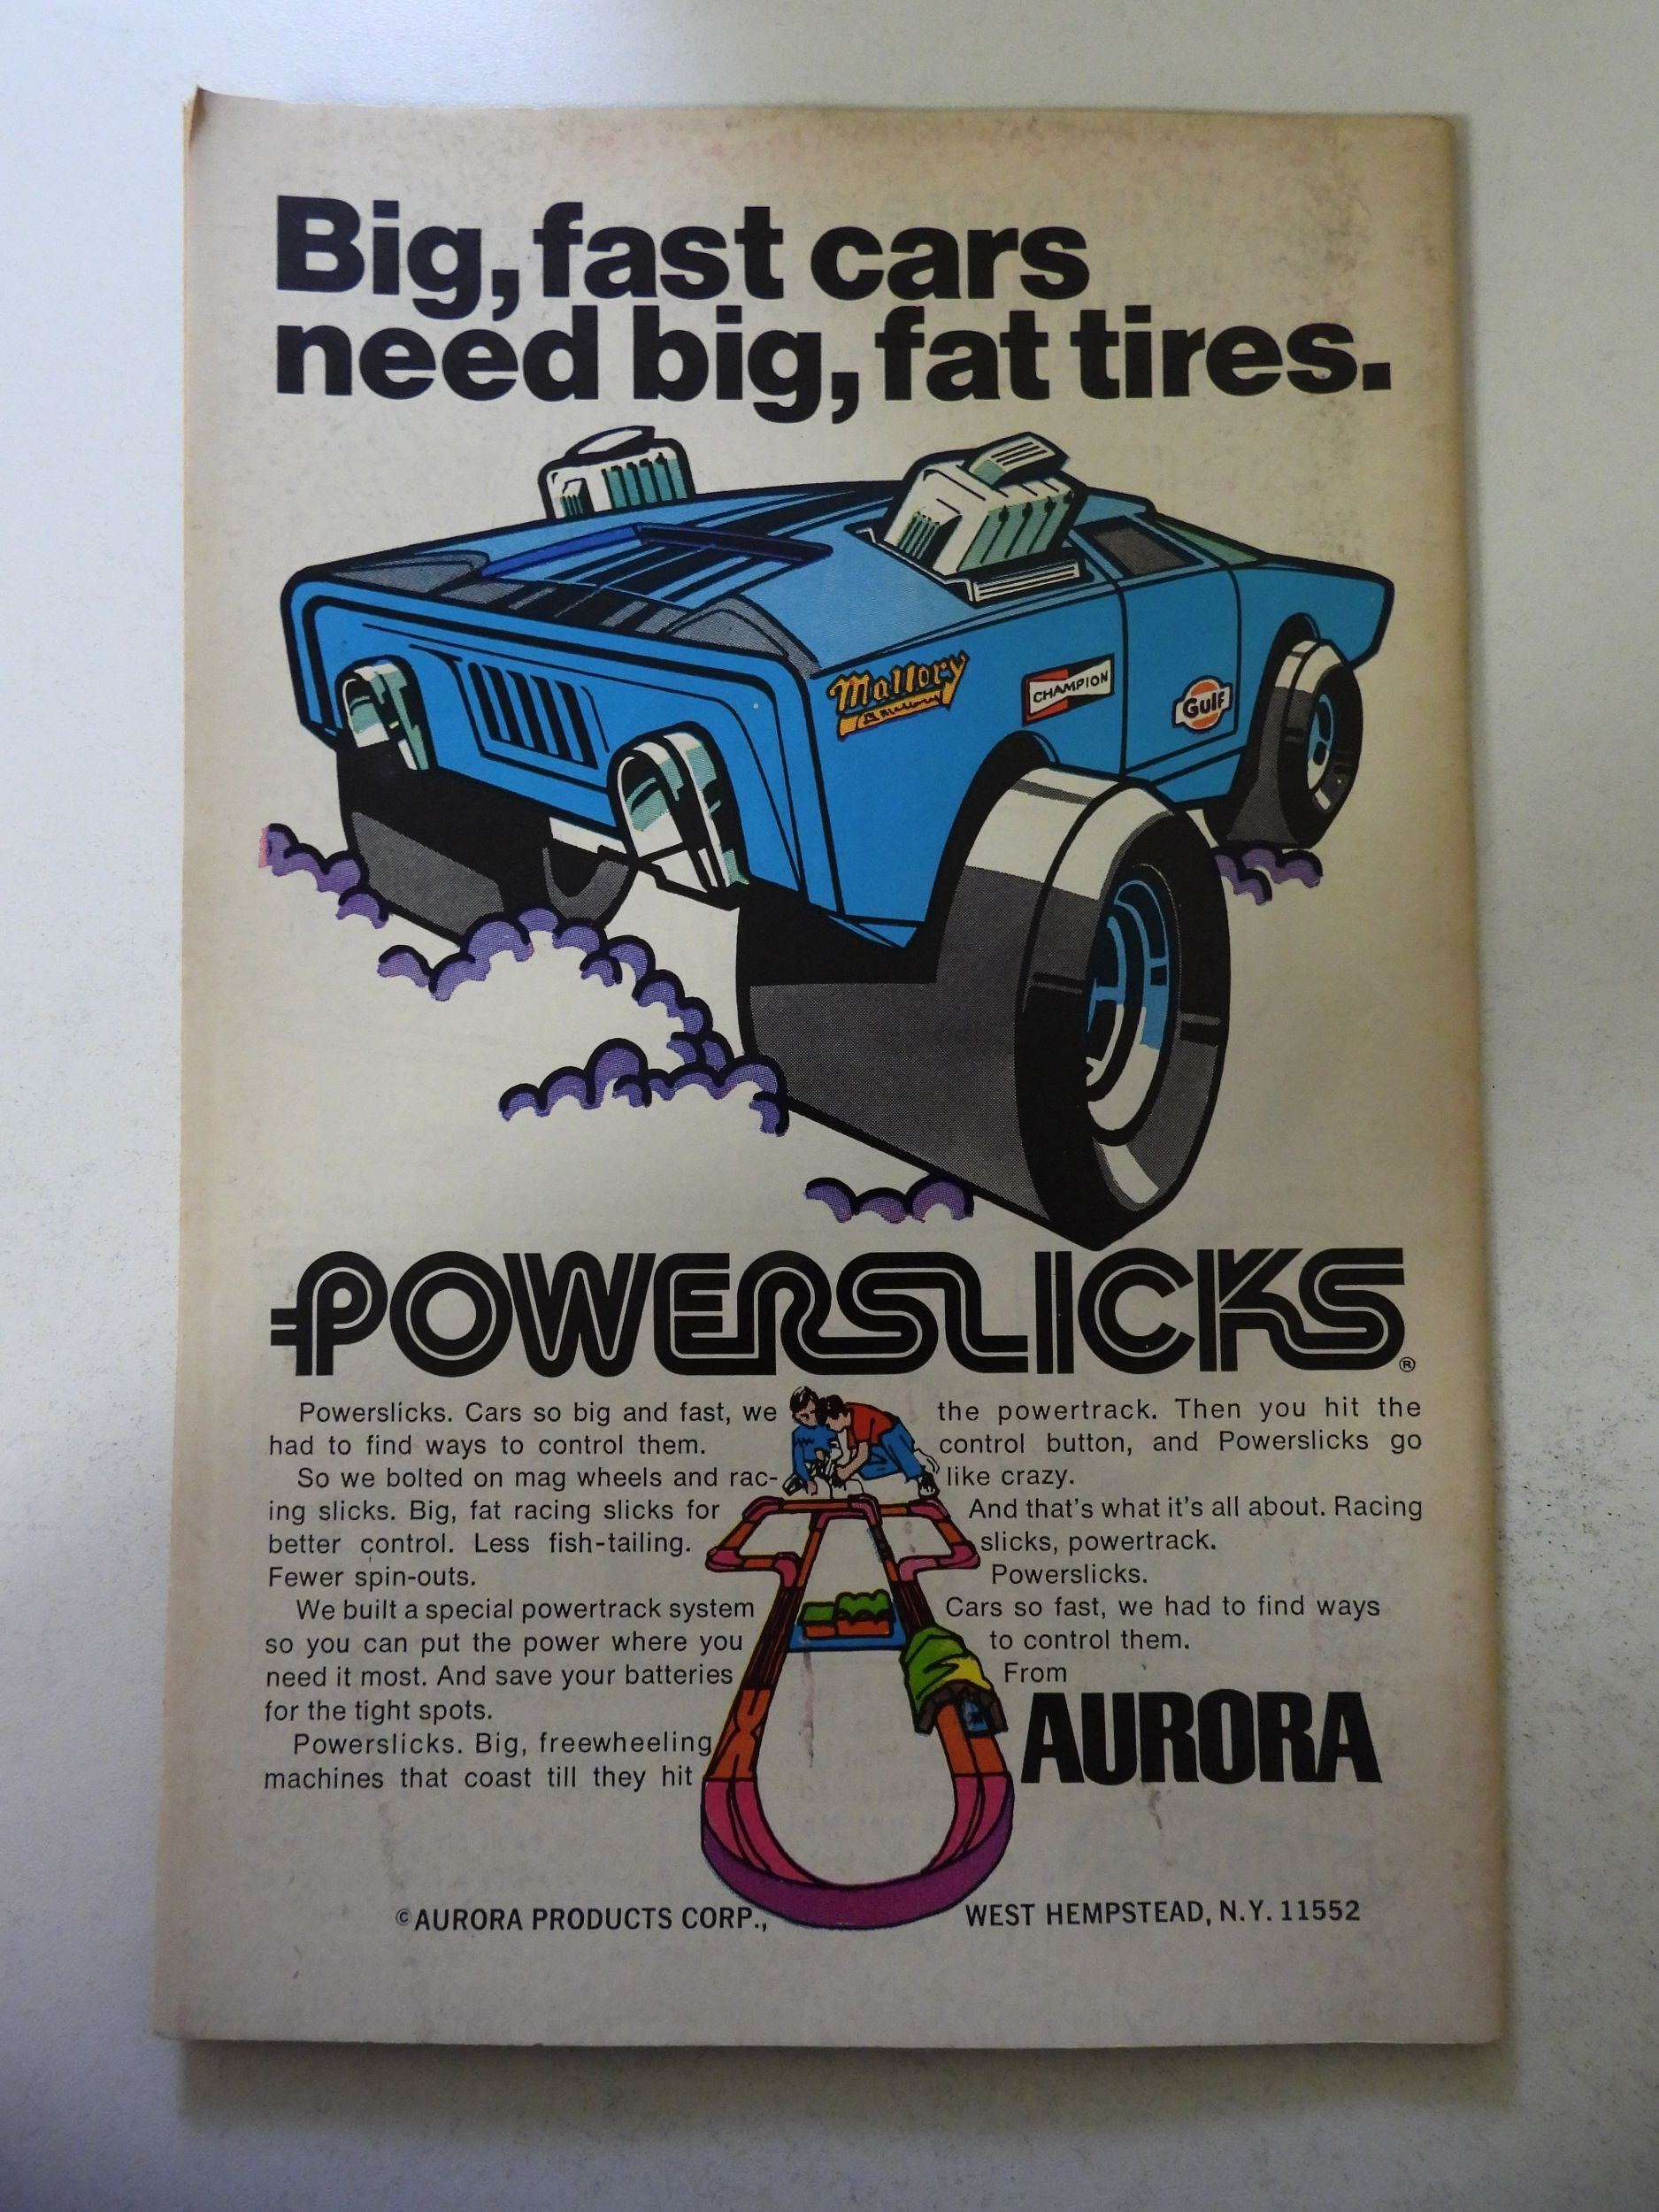 Big, fast cars
need big, fat tires.
Mallory
CHAMPION
Gulf
POWERSLICKS®
Powerslicks. Cars so big and fast, we
had to find ways to control them.
So we bolted on mag wheels and rac-
ing slicks. Big, fat racing slicks for
better control. Less fish-tailing.
Fewer spin-outs.
We built a special powertrack system
so you can put the power where you
need it most. And save your batteries
for the tight spots.
Powerslicks. Big, freewheeling
machines that coast till they hit
the powertrack. Then you hit the
control button, and Powerslicks go
like crazy.
And that's what it's all about. Racing
slicks, powertrack.
Powerslicks.
Cars so fast, we had to find ways
to control them.
From
AURORA
©AURORA PRODUCTS CORP., WEST HEMPSTEAD, N.Y. 11552